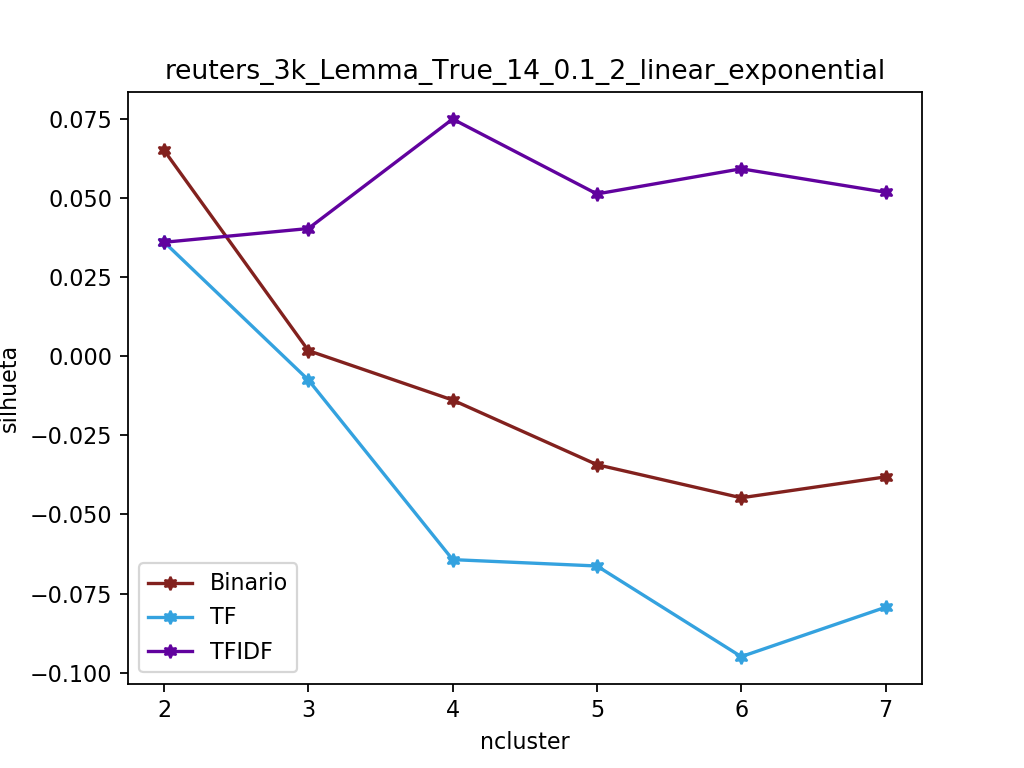 reuters_3k_Lemma_True_14_0.1_2_linear_exponential
0.075
0.050
0.025
0.000
−0.025
−0.050
−0.075
−0.100
silhueta
Binario
TF
TFIDF
2 3 4 5 6 7
ncluster